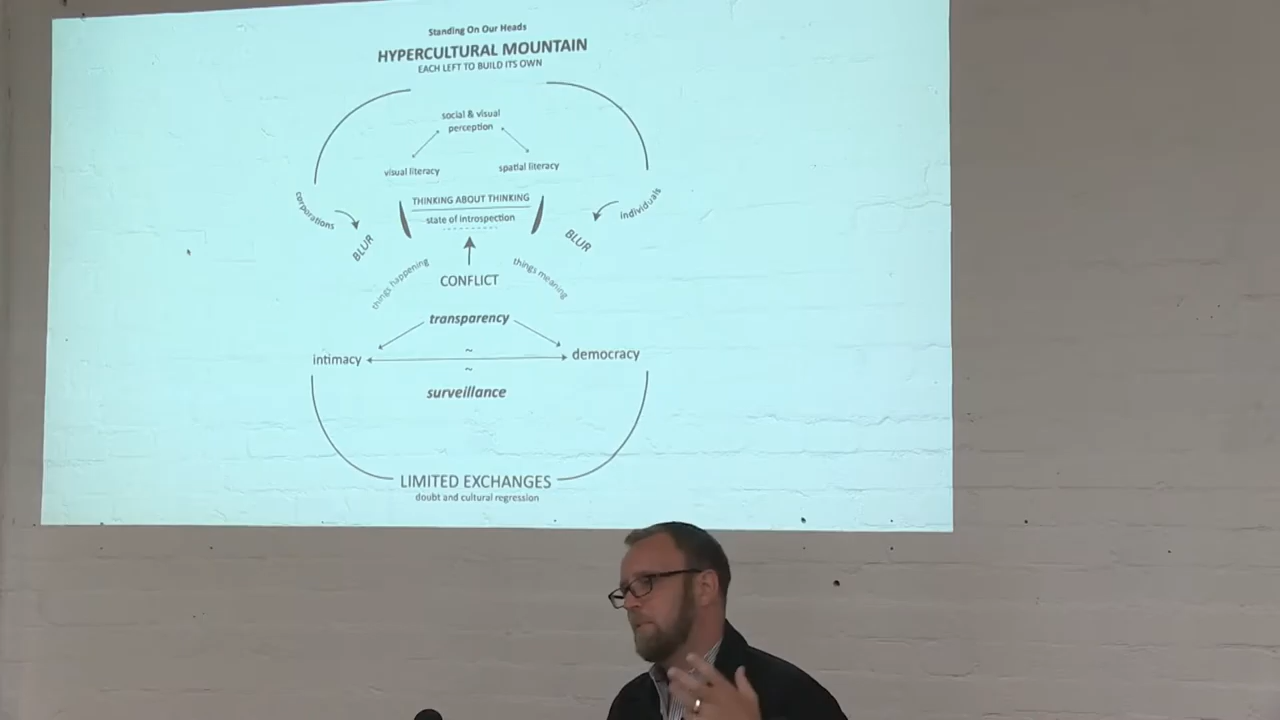 Standing On Our Heads
HYPERCULTURAL MOUNTAIN
EACH LEFT TO BUILD ITS OWN
social & visual
perception
visual literacy
spatial literacy
THINKING ABOUT THINKING
state of introspection
corporations
individuals
BLUR
BLUR
things happening
things meaning
CONFLICT
transparency
intimacy
~
democracy
~
surveillance
LIMITED EXCHANGES
doubt and cultural regression